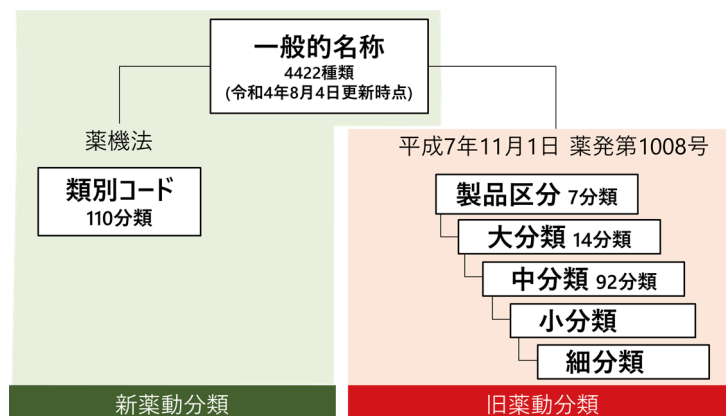 一般的名称
4422種類
(令和4年8月4日更新時点)
薬機法
類別コード
110分類
平成7年11月1日 薬発第1008号
製品区分 7分類
大分類 14分類
中分類 92分類
小分類
細分類
新薬動分類
旧薬動分類